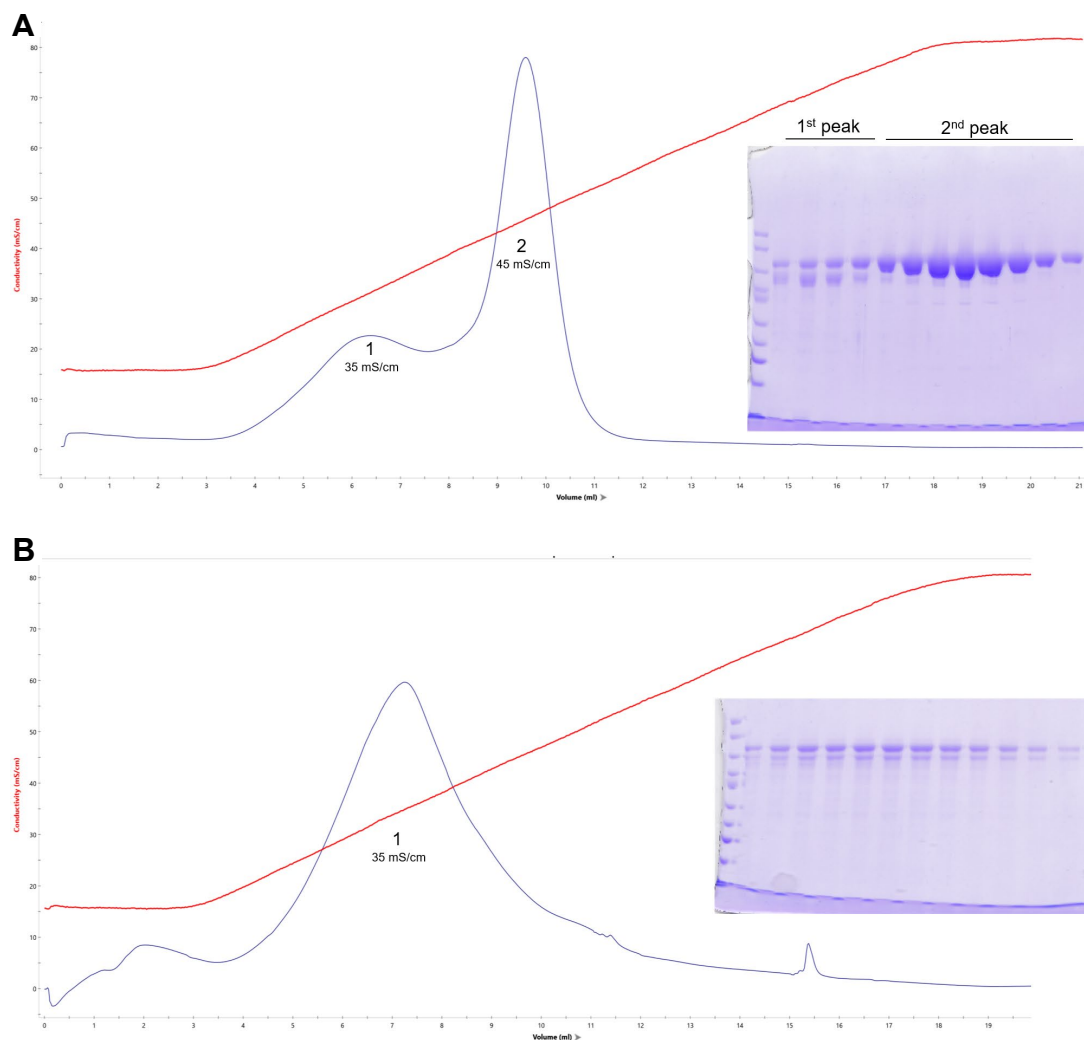 A
80
70
60
50
40
30
20
10
0
Conductivity (mS/cm)
1st peak
2nd peak
2
45 mS/cm
1
35 mS/cm
0 1 2 3 4 5 6 7 8 9 10 11 12 13 14 15 16 17 18 19 20 21
Volume (ml)
B
80
70
60
50
40
30
20
10
0
Conductivity (mS/cm)
1
35 mS/cm
0 1 2 3 4 5 6 7 8 9 10 11 12 13 14 15 16 17 18 19
Volume (ml)